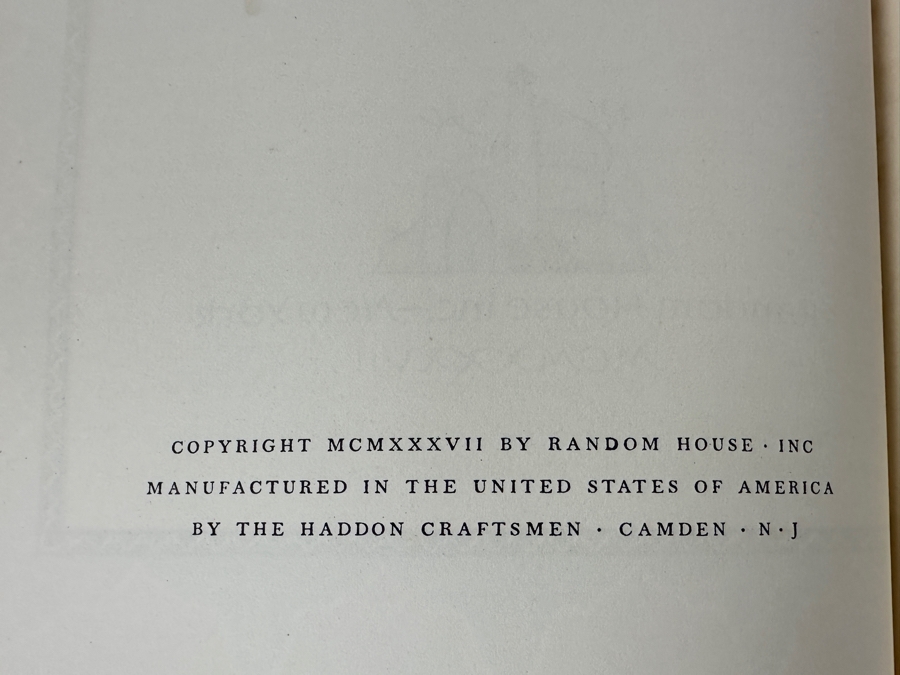 COPYRIGHT MCMXXXVII BY RANDOM HOUSE · INC
MANUFACTURED IN THE UNITED STATES OF AMERICA
BY THE HADDON CRAFTSMEN · CAMDEN · N · J